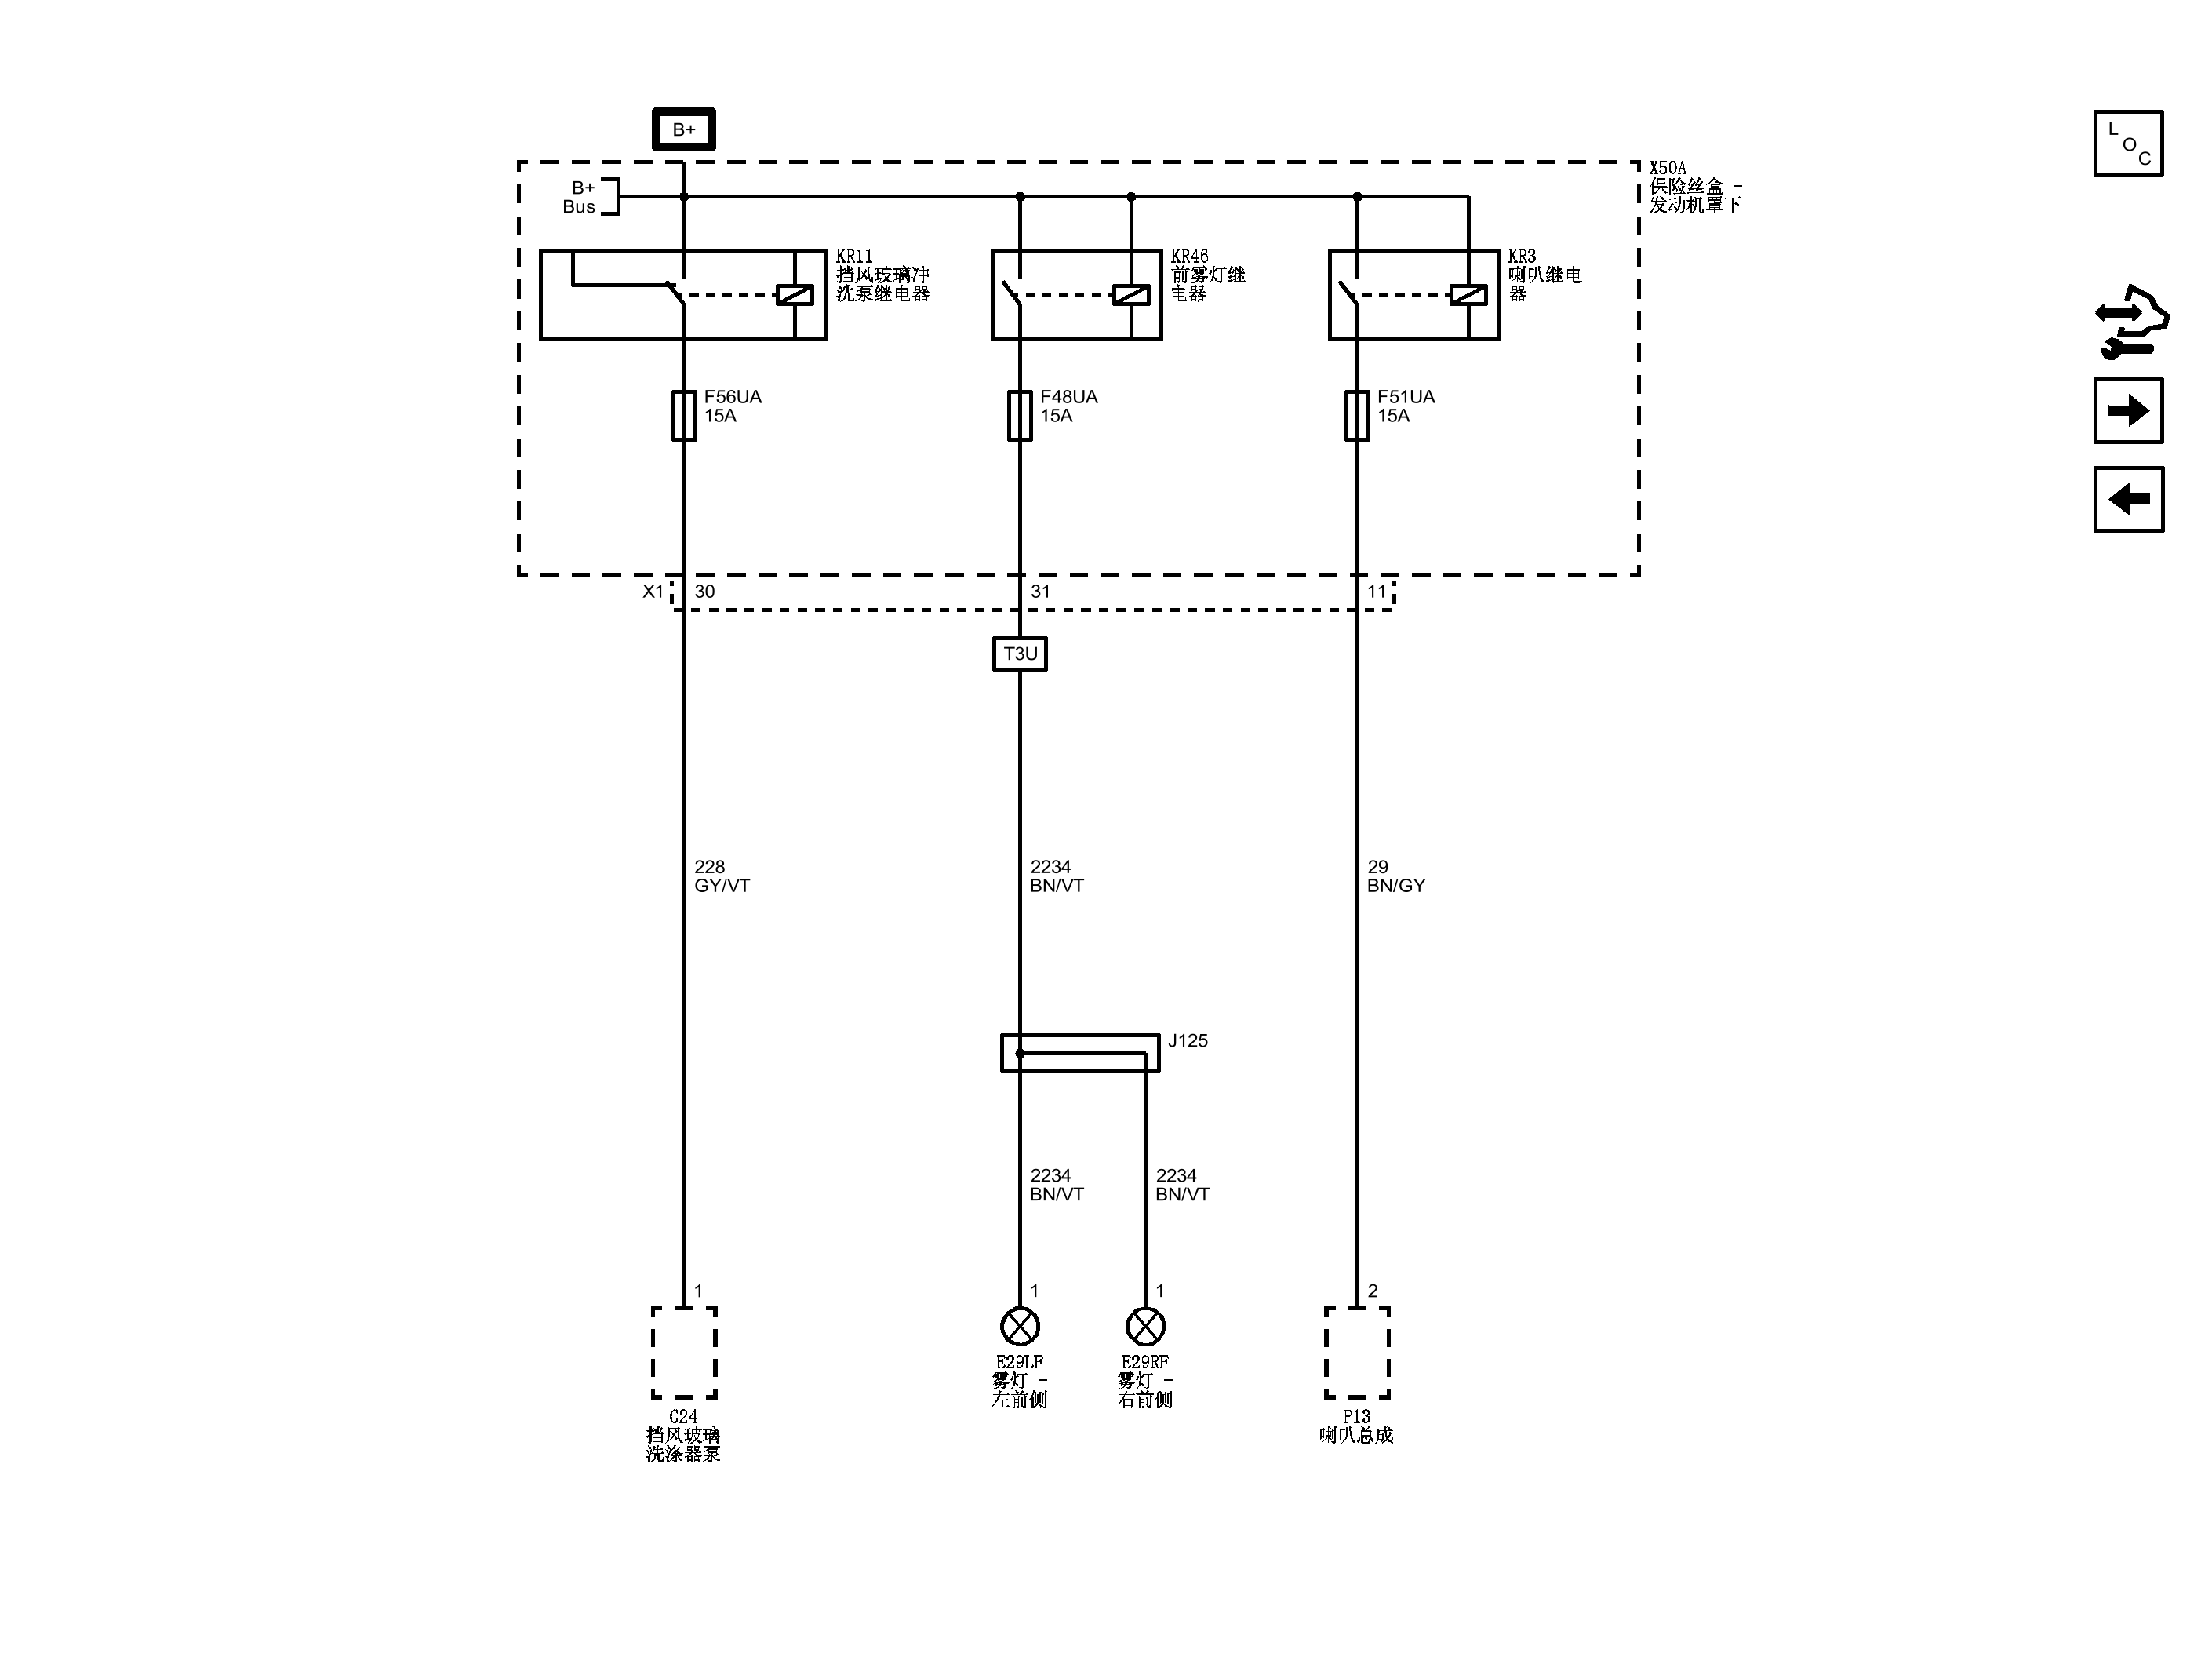 B+
L
O
C
X50A
保险丝盒 -
发动机罩下
B+
Bus
KR11
挡风玻璃冲
洗泵继电器
KR46
前雾灯继
电器
KR3
喇叭继电
器
F56UA
15A
F48UA
15A
F51UA
15A
X1
30
31
11
T3U
228
GY/VT
2234
BN/VT
29
BN/GY
J125
2234
BN/VT
2234
BN/VT
1
1
1
2
G24
挡风玻璃
洗涤器泵
E29LF
雾灯 -
左前侧
E29RF
雾灯 -
右前侧
P13
喇叭总成